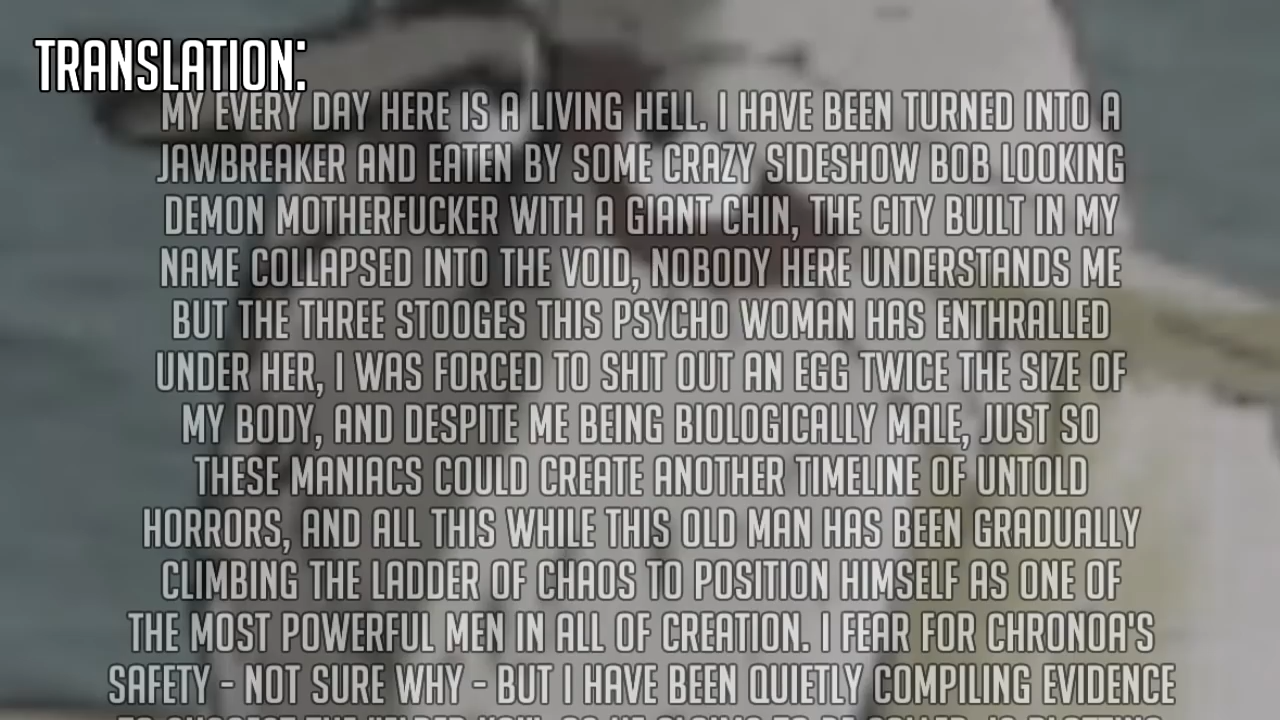 TRANSLATION:
MY EVERY DAY HERE IS A LIVING HELL. I HAVE BEEN TURNED INTO A
JAWBREAKER AND EATEN BY SOME CRAZY SIDESHOW BOB LOOKING
DEMON MOTHERFUCKER WITH A GIANT CHIN, THE CITY BUILT IN MY
NAME COLLAPSED INTO THE VOID, NOBODY HERE UNDERSTANDS ME
BUT THE THREE STOOGES THIS PSYCHO WOMAN HAS ENTHRALLED
UNDER HER, I WAS FORCED TO SHIT OUT AN EGG TWICE THE SIZE OF
MY BODY, AND DESPITE ME BEING BIOLOGICALLY MALE, JUST SO
THESE MANIACS COULD CREATE ANOTHER TIMELINE OF UNTOLD
HORRORS, AND ALL THIS WHILE THIS OLD MAN HAS BEEN GRADUALLY
CLIMBING THE LADDER OF CHAOS TO POSITION HIMSELF AS ONE OF
THE MOST POWERFUL MEN IN ALL OF CREATION. I FEAR FOR CHRONOA'S
SAFETY - NOT SURE WHY - BUT I HAVE BEEN QUIETLY COMPILING EVIDENCE